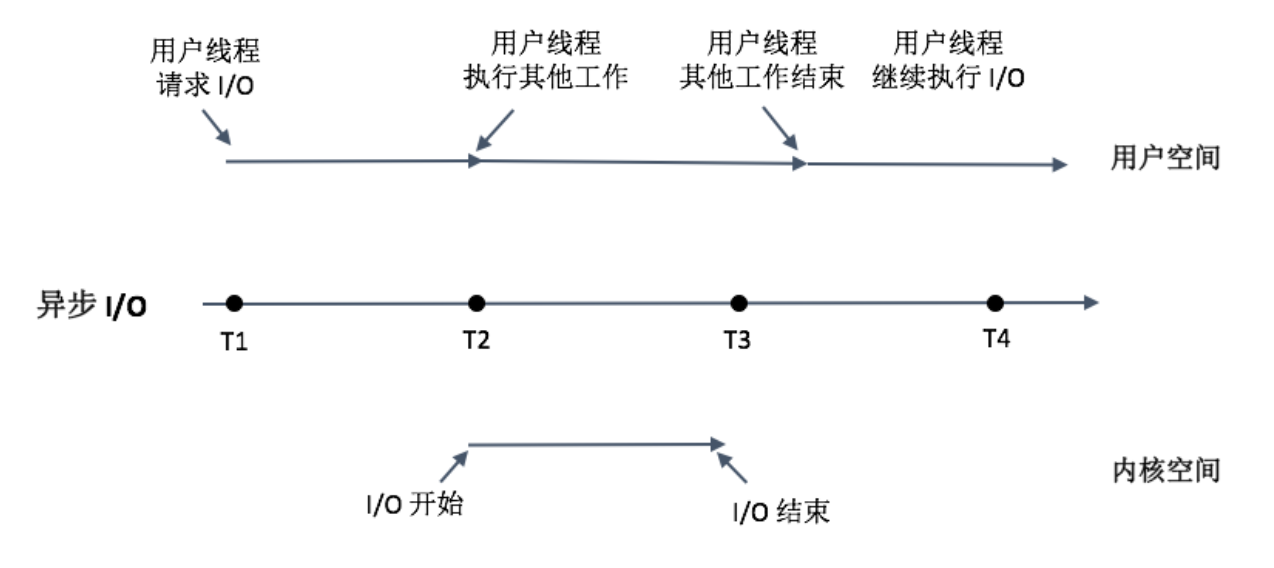 用户线程
请求 I/O
用户线程
执行其他工作
用户线程
其他工作结束
用户线程
继续执行 I/O
用户空间
异步 I/O
T1
T2
T3
T4
内核空间
I/O 开始
I/O 结束